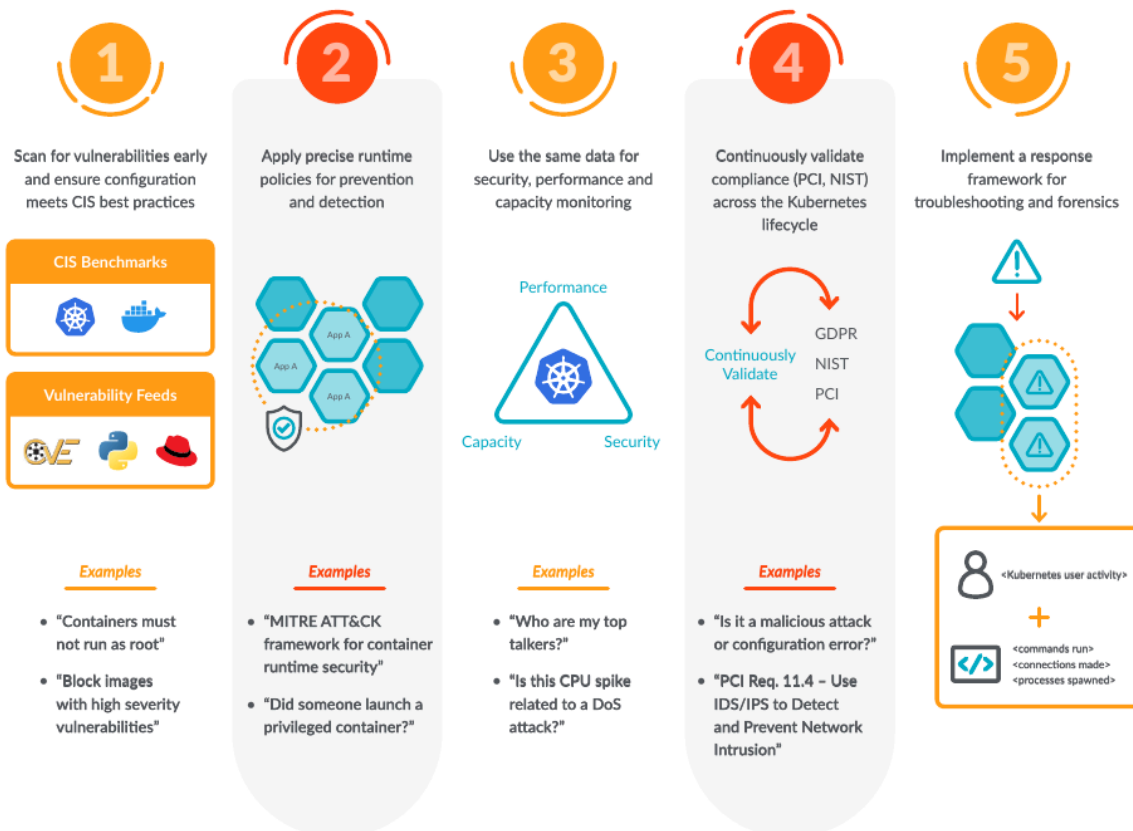 1
Scan for vulnerabilities early
and ensure configuration
meets CIS best practices
CIS Benchmarks
Vulnerability Feeds
CVE
Examples
• “Containers must
not run as root”
• “Block images
with high severity
vulnerabilities”
2
Apply precise runtime
policies for prevention
and detection
App A
App A
App A
Examples
• “MITRE ATT&CK
framework for container
runtime security”
• “Did someone launch a
privileged container?”
3
Use the same data for
security, performance and
capacity monitoring
Performance
Capacity
Security
Examples
• “Who are my top
talkers?”
• “Is this CPU spike
related to a DoS
attack?”
4
Continuously validate
compliance (PCI, NIST)
across the Kubernetes
lifecycle
Continuously
Validate
GDPR
NIST
PCI
Examples
• “Is it a malicious attack
or configuration error?”
• “PCI Req. 11.4 – Use
IDS/IPS to Detect
and Prevent Network
Intrusion”
5
Implement a response
framework for
troubleshooting and forensics
<Kubernetes user activity>
+
</>
<commands run>
<connections made>
<processes spawned>